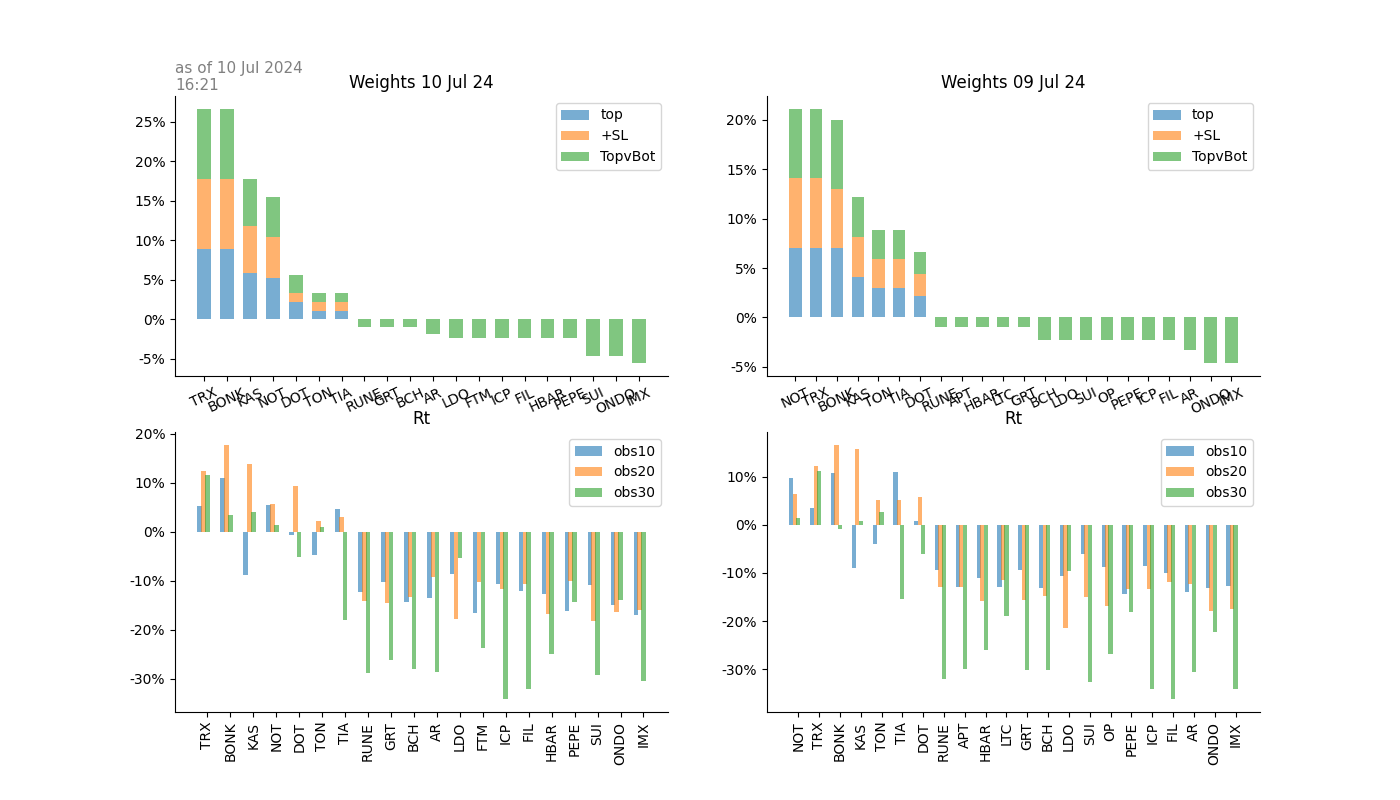 as of 10 Jul 2024
16:21
Weights 10 Jul 24
25%
20%
15%
10%
5%
0%
-5%
top
+SL
TopvBot
TRX BONK KAS NOT DOT TON TIA RUNE GRT BCH AR LDO FTM ICP FIL HBAR PEPE SUI ONDO IMX
Weights 09 Jul 24
20%
15%
10%
5%
0%
-5%
top
+SL
TopvBot
NOT TRX BONK KAS TON TIA DOT RUNE APT HBAR LTC GRT BCH LDO SUI OP PEPE ICP FIL AR ONDO IMX
Rt
20%
10%
0%
-10%
-20%
-30%
obs10
obs20
obs30
TRX BONK KAS NOT DOT TON TIA RUNE GRT BCH AR LDO FTM ICP FIL HBAR PEPE SUI ONDO IMX
Rt
10%
0%
-10%
-20%
-30%
obs10
obs20
obs30
NOT TRX BONK KAS TON TIA DOT RUNE APT HBAR LTC GRT BCH LDO SUI OP PEPE ICP FIL AR ONDO IMX